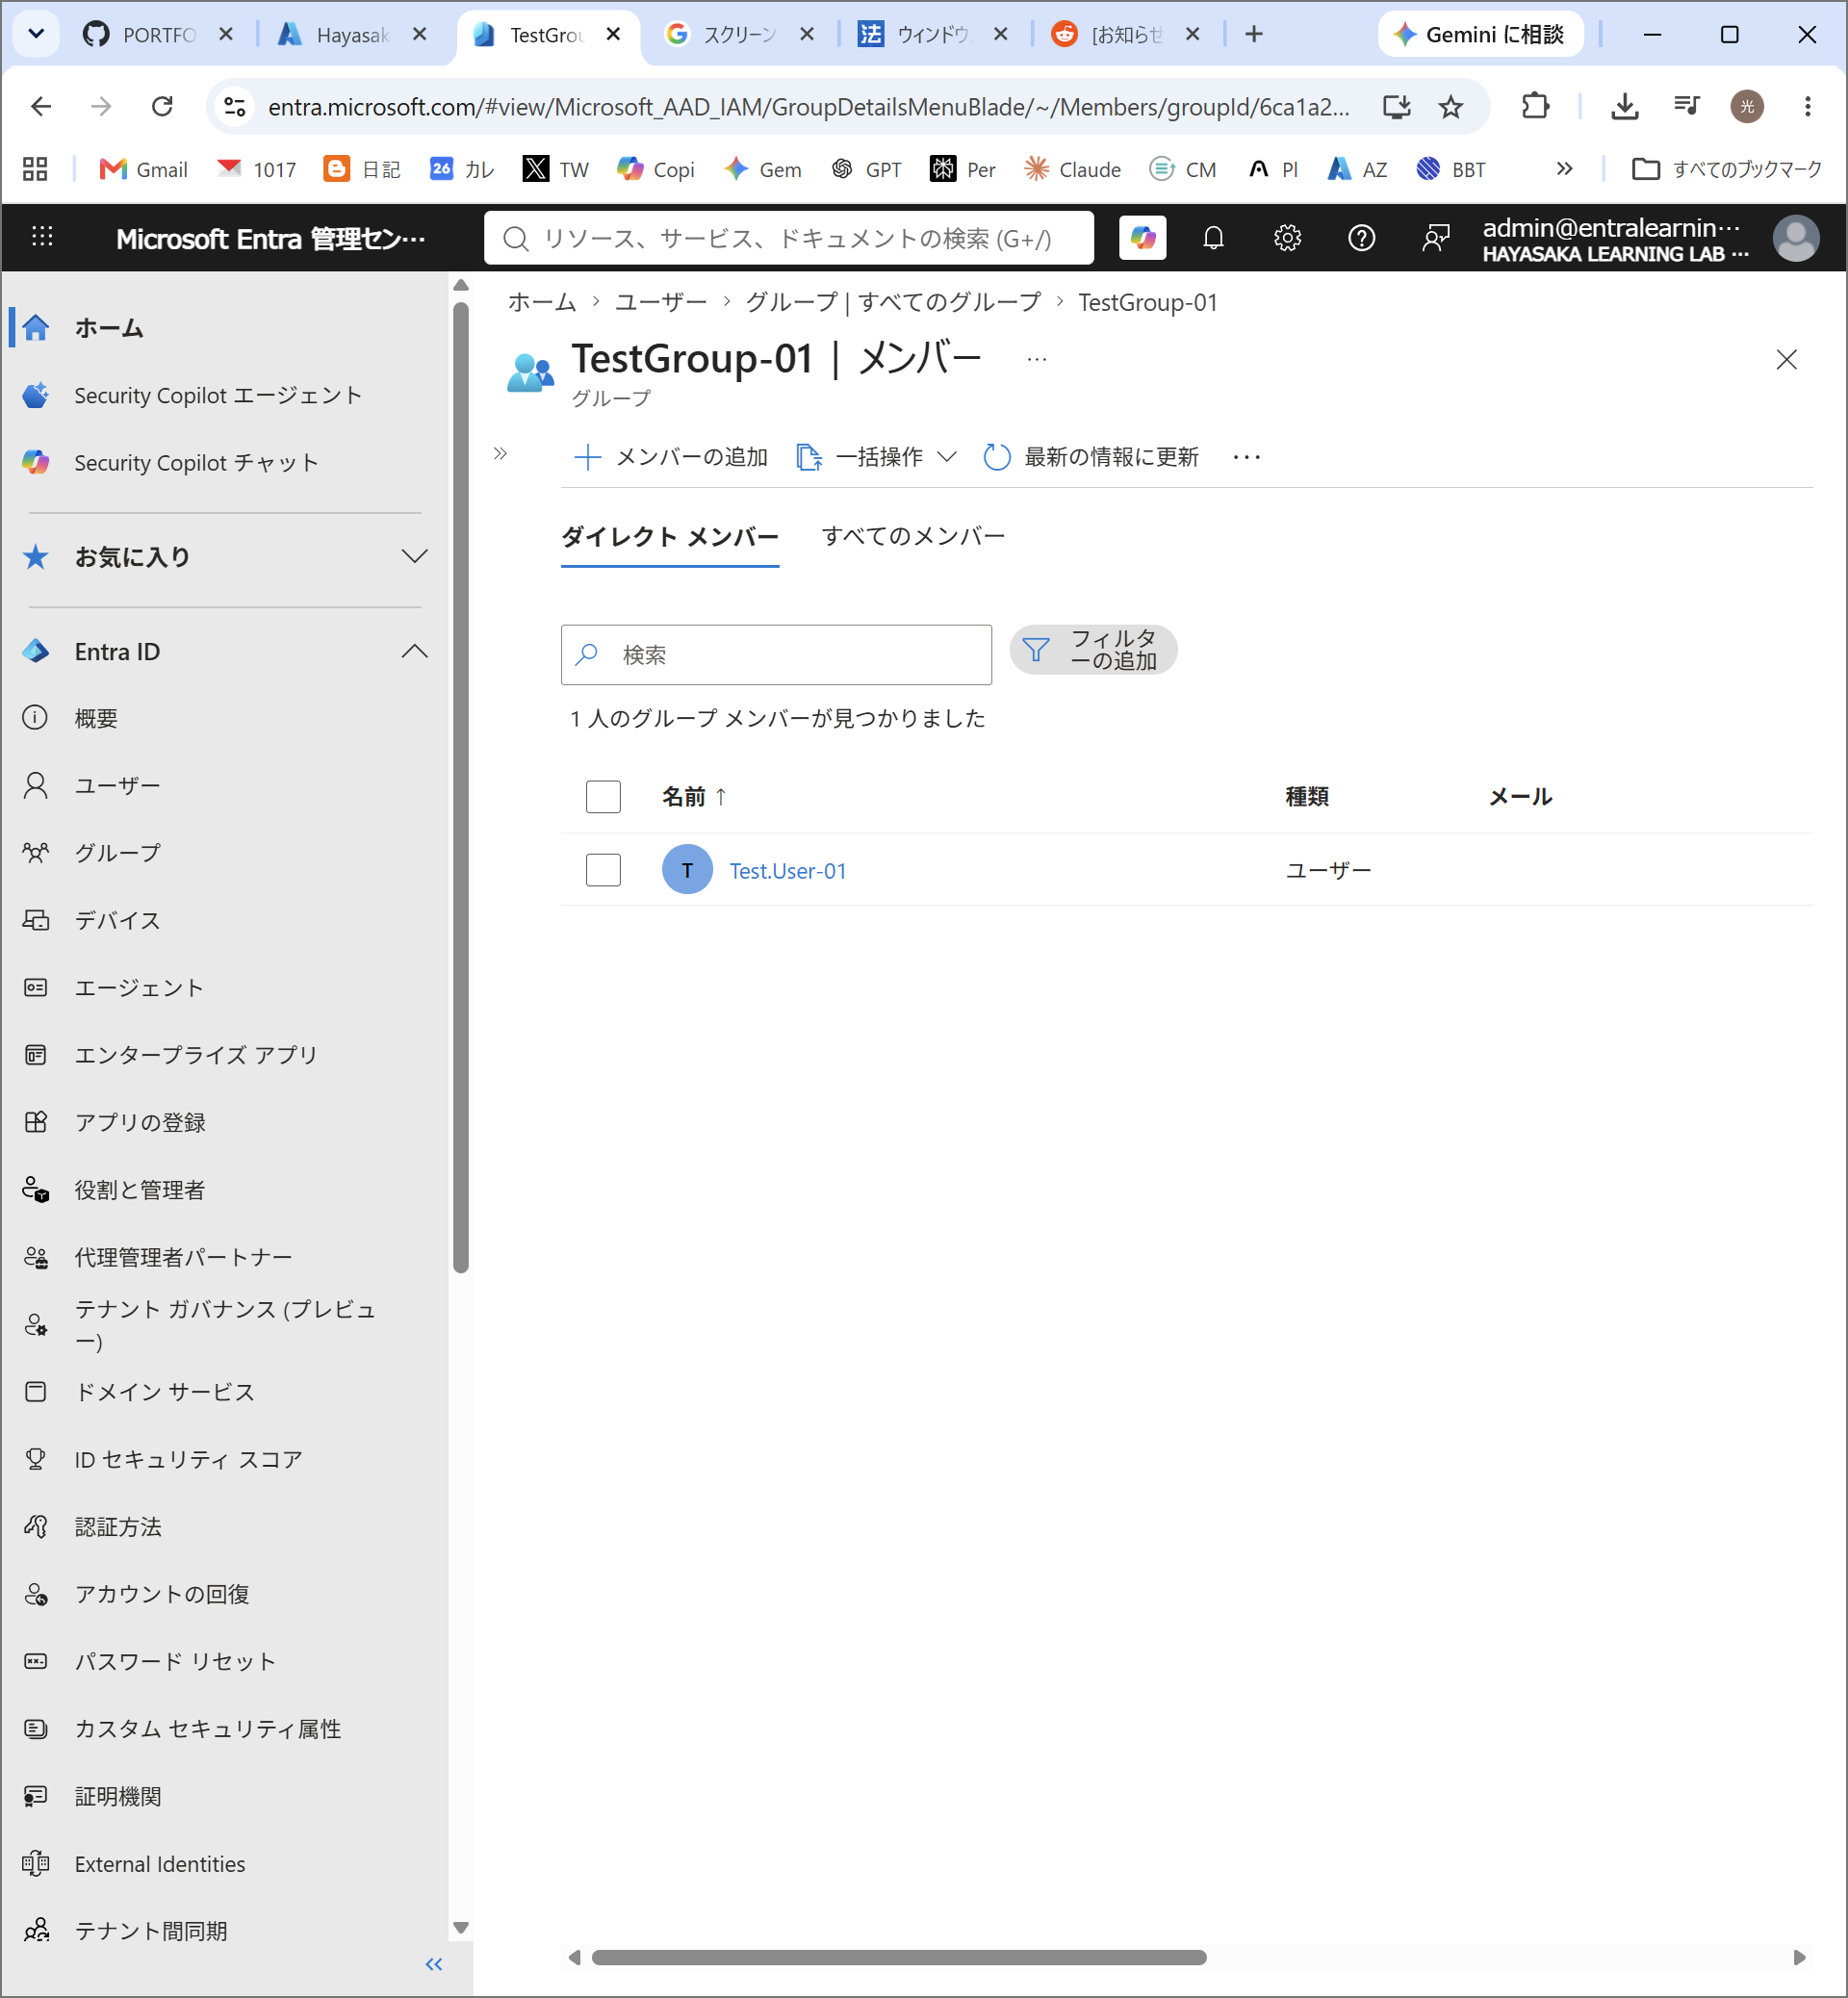 PORTFO
Hayasak
TestGrou
スクリーン
ウィンドウ
[お知らせ
Gemini に相談
entra.microsoft.com/#view/Microsoft_AAD_IAM/GroupDetailsMenuBlade/~/Members/groupId/6ca1a2...
光
Gmail
1017
日記
26 カレ
TW
Copi
Gem
GPT
Per
Claude
CM
PI
AZ
BBT
すべてのブックマーク
Microsoft Entra 管理セン…
リソース、サービス、ドキュメントの検索 (G+/)
admin@entralearnin…
HAYASAKA LEARNING LAB …
ホーム
Security Copilot エージェント
Security Copilot チャット
お気に入り
Entra ID
概要
ユーザー
グループ
デバイス
エージェント
エンタープライズ アプリ
アプリの登録
役割と管理者
代理管理者パートナー
テナント ガバナンス (プレビュ
ー)
ドメイン サービス
ID セキュリティ スコア
認証方法
アカウントの回復
パスワード リセット
カスタム セキュリティ属性
証明機関
External Identities
テナント間同期
ホーム > ユーザー > グループ | すべてのグループ > TestGroup-01
TestGroup-01 | メンバー …
グループ
メンバーの追加
一括操作
最新の情報に更新
ダイレクト メンバー
すべてのメンバー
検索
フィルタ
ーの追加
1 人のグループ メンバーが見つかりました
名前 ↑
種類
メール
T
Test.User-01
ユーザー